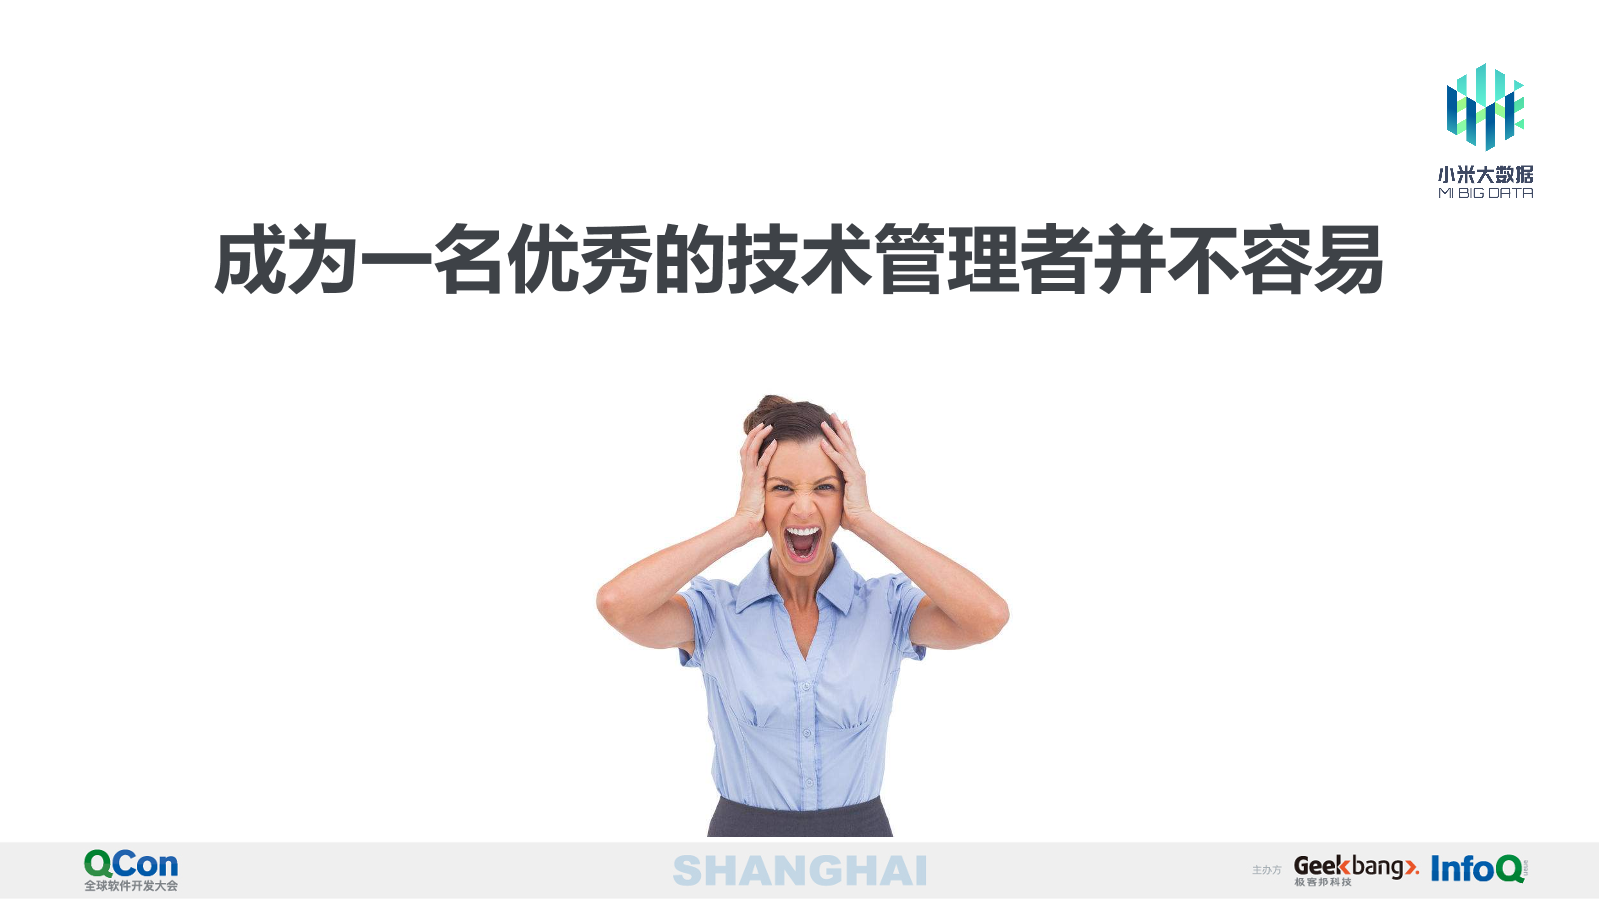 小米大数据
MI BIG DATA
成为一名优秀的技术管理者并不容易
QCon
全球软件开发大会
SHANGHAI
主办方
Geekbang>.
极客邦科技
InfoQ